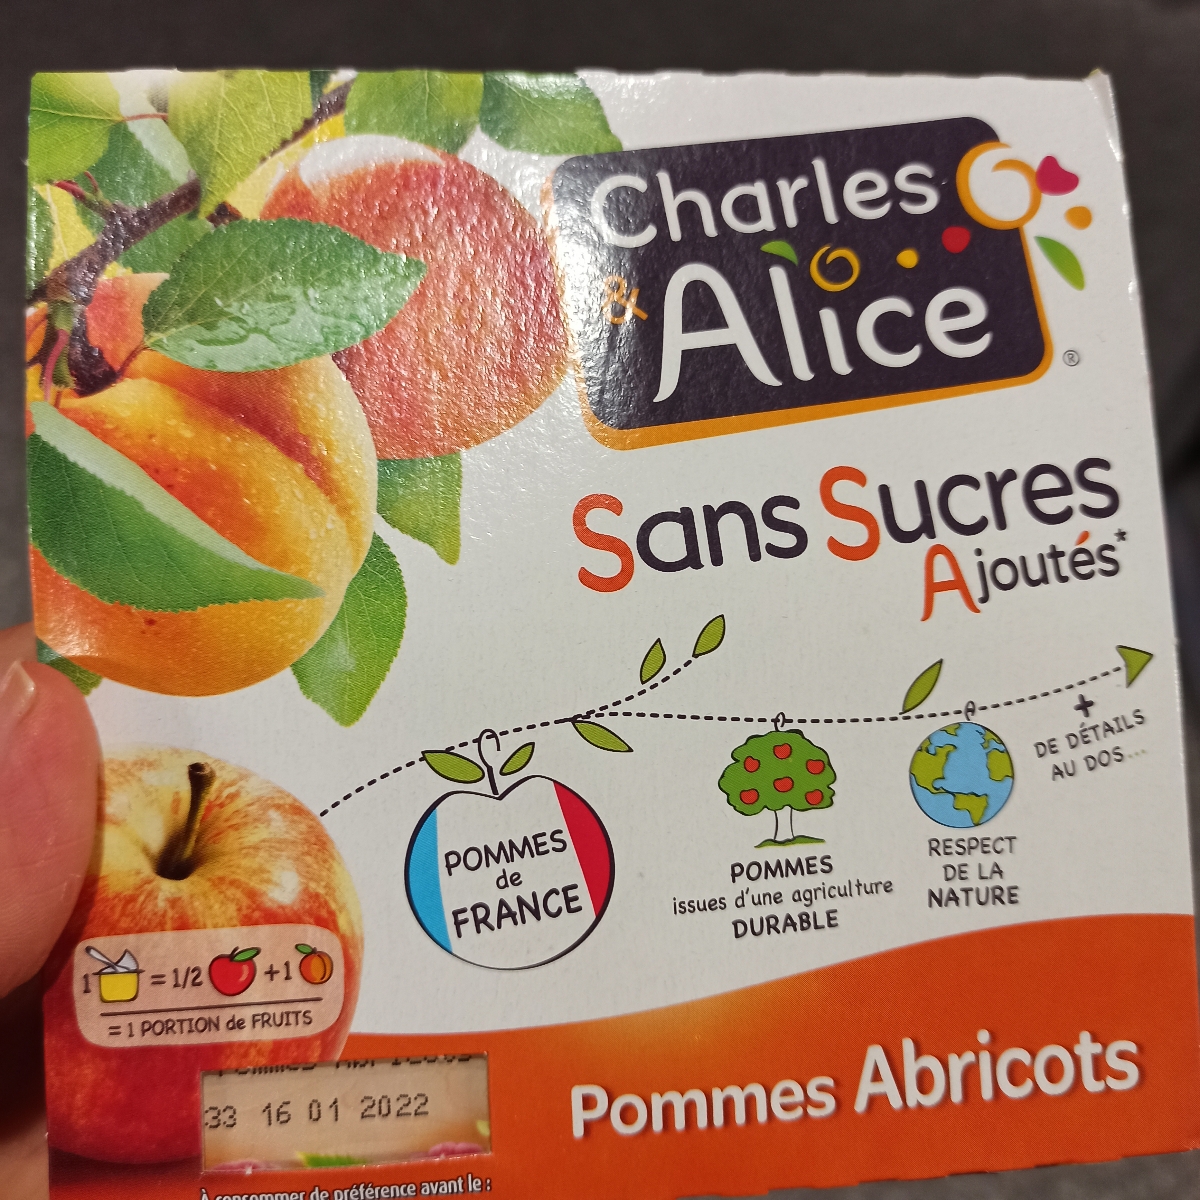 Charles
& Alice
®
Sans Sucres
Ajoutés*
+
DE DÉTAILS
AU DOS...
POMMES
de
FRANCE
POMMES
issues d'une agriculture
DURABLE
RESPECT
DE LA
NATURE
1 = 1/2 +1
= 1 PORTION de FRUITS
Pommes Abricots
33 16 01 2022
À consommer de préférence avant le :